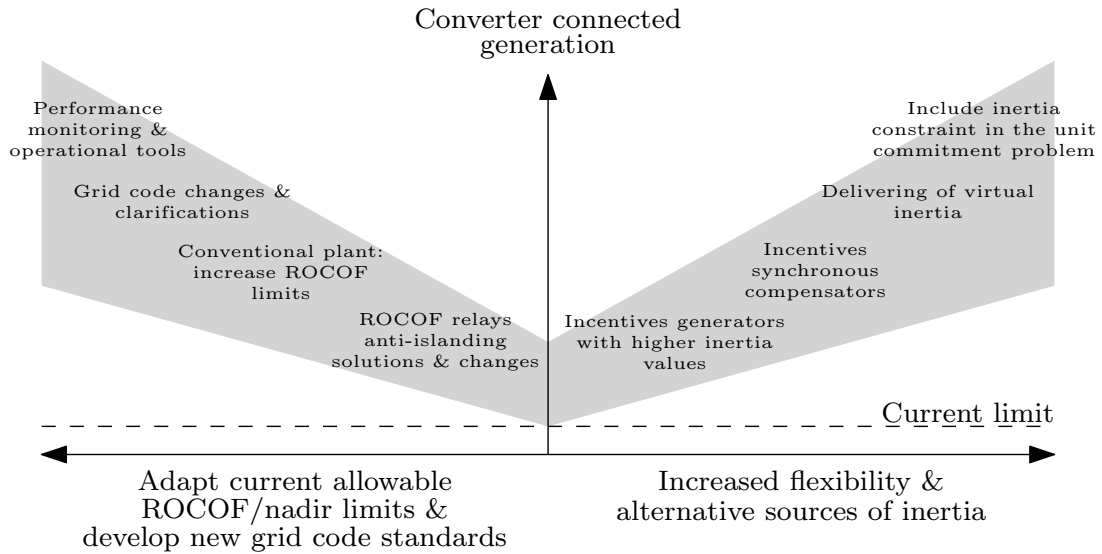 Converter connected
generation
Performance
monitoring &
operational tools
Grid code changes &
clarifications
Conventional plant:
increase ROCOF
limits
ROCOF relays
anti-islanding
solutions & changes
Include inertia
constraint in the unit
commitment problem
Delivering of virtual
inertia
Incentives
synchronous
compensators
Incentives generators
with higher inertia
values
Current limit
Adapt current allowable
ROCOF/nadir limits &
develop new grid code standards
Increased flexibility &
alternative sources of inertia